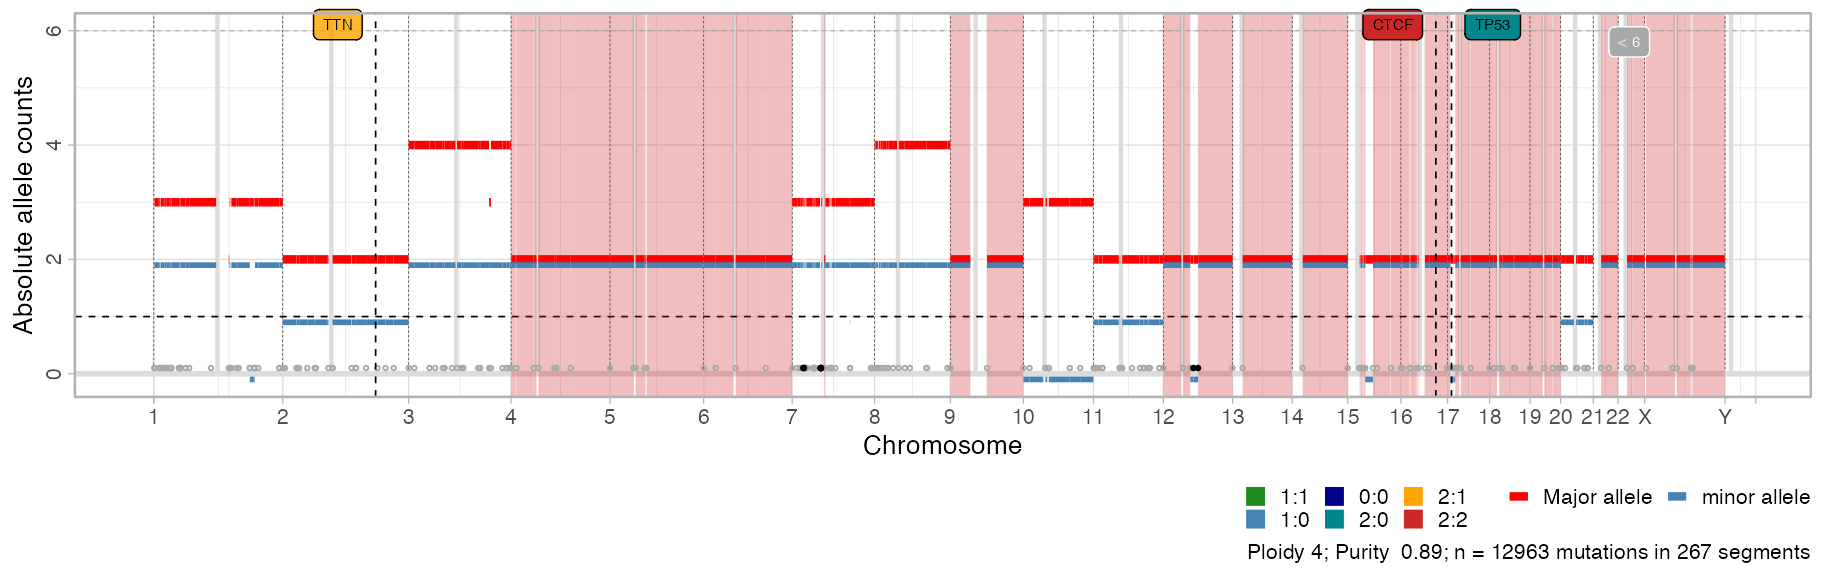 TTN
CTCF
TP53
< 6
6
4
2
0
Absolute allele counts
1 2 3 4 5 6 7 8 9 10 11 12 13 14 15 16 17 18 19 20 21 22 X Y
Chromosome
1:1 0:0 2:1 Major allele minor allele
1:0 2:0 2:2
Ploidy 4; Purity 0.89; n = 12963 mutations in 267 segments